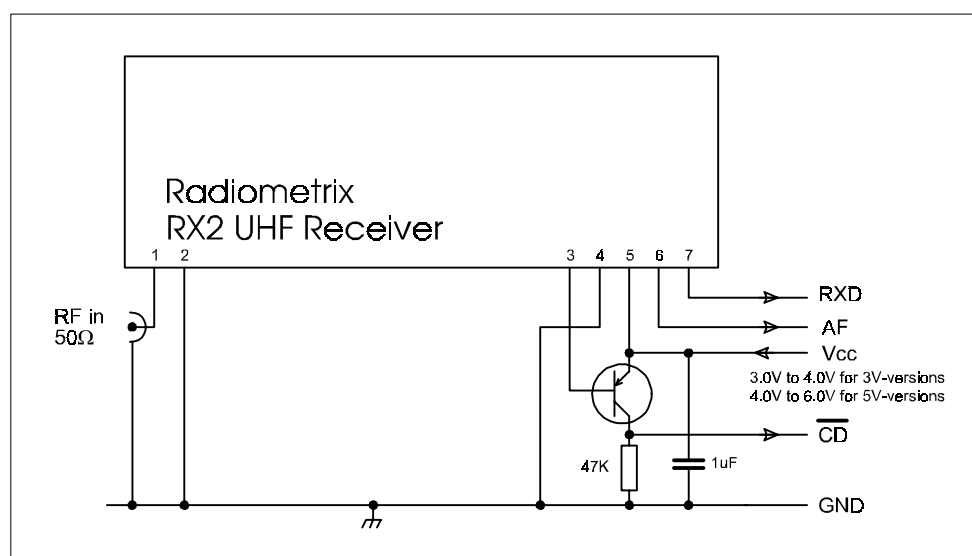 Radiometrix
RX2 UHF Receiver
1 2 3 4 5 6 7
RF in
50Ω
RXD
AF
Vcc
3.0V to 4.0V for 3V-versions
4.0V to 6.0V for 5V-versions
C̅D̅
47K
1uF
GND